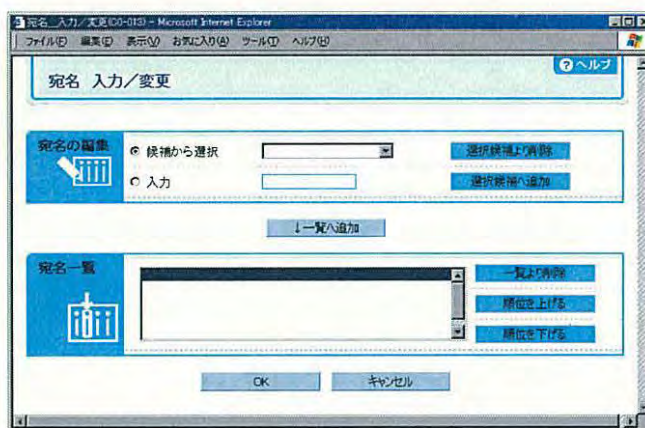 宛名 入力/変更(C0-013) - Microsoft Internet Explorer
ファイル(F) 編集(E) 表示(V) お気に入り(A) ツール(T) ヘルプ(H)
?ヘルプ
宛名 入力/変更
宛名の編集
候補から選択
選択候補より削除
入力
選択候補へ追加
↓一覧へ追加
宛名一覧
一覧より削除
順位を上げる
順位を下げる
OK キャンセル